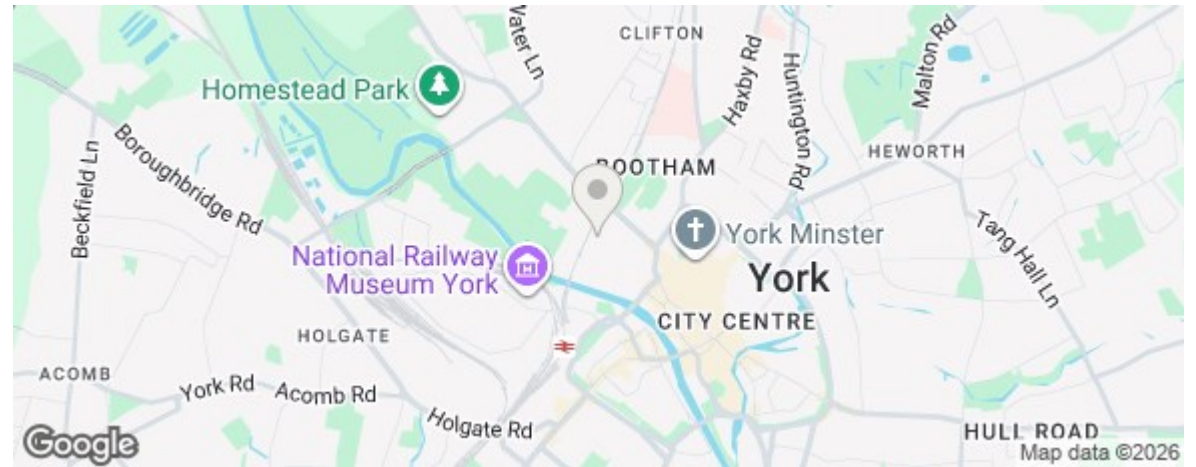 Water Ln
CLIFTON
Haxby Rd
Huntington Rd
Malton Rd
Homestead Park
Beckfield Ln
Boroughbridge Rd
BOOTHAM
HEWORTH
York Minster
Tang Hall Ln
National Railway
Museum York
York
CITY CENTRE
HOLGATE
ACOMB
York Rd
Acomb Rd
Holgate Rd
HULL ROAD
Google
Map data ©2026